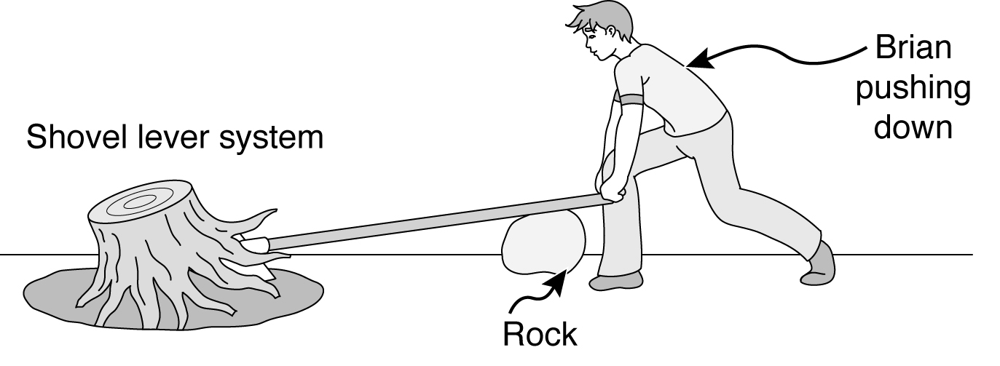 Brian
pushing
down
Shovel lever system
Rock